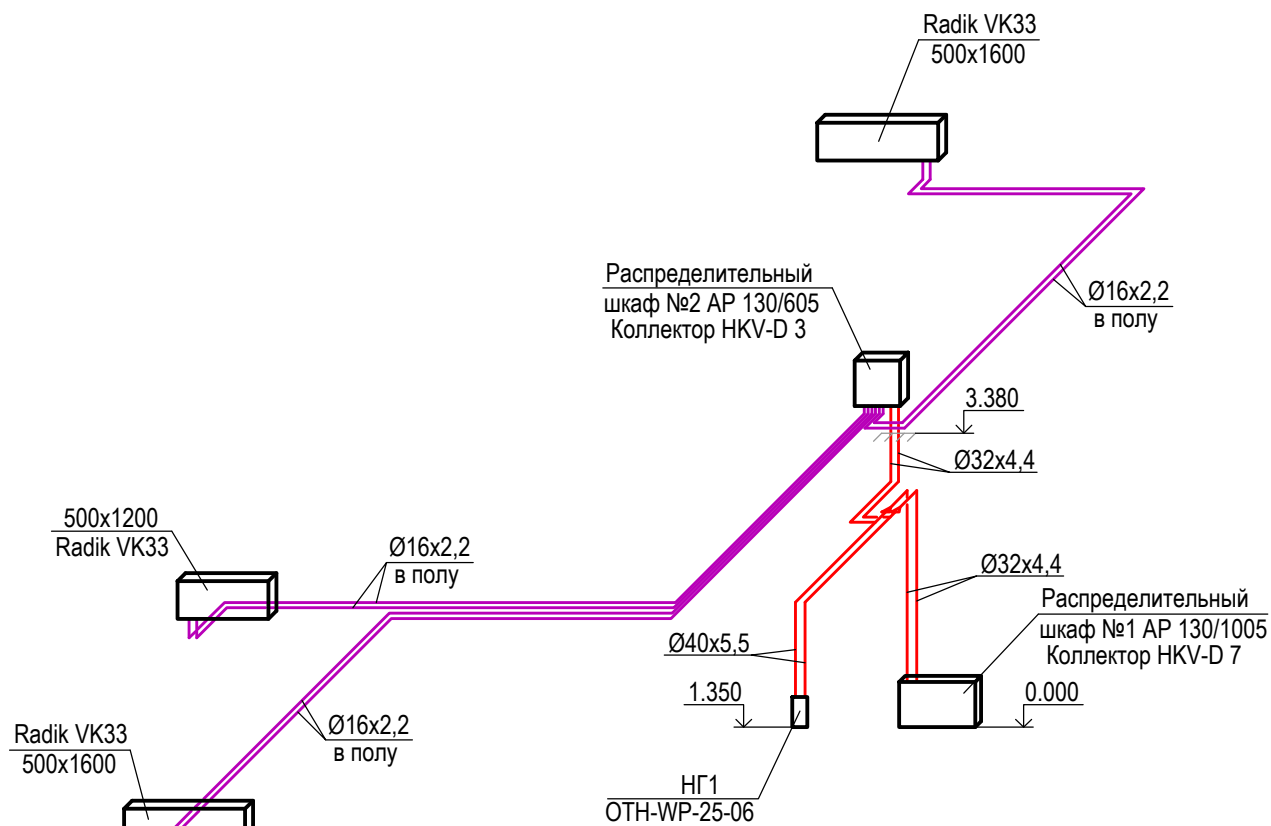 Radik VK33
500x1600
Распределительный
шкаф №2 АР 130/605
Коллектор HKV-D 3
Ø16x2,2
в полу
3.380
Ø32x4,4
500x1200
Radik VK33
Ø16x2,2
в полу
Ø32x4,4
Распределительный
шкаф №1 АР 130/1005
Коллектор HKV-D 7
Ø40x5,5
1.350
0.000
Ø16x2,2
в полу
Radik VK33
500x1600
НГ1
OTH-WP-25-06